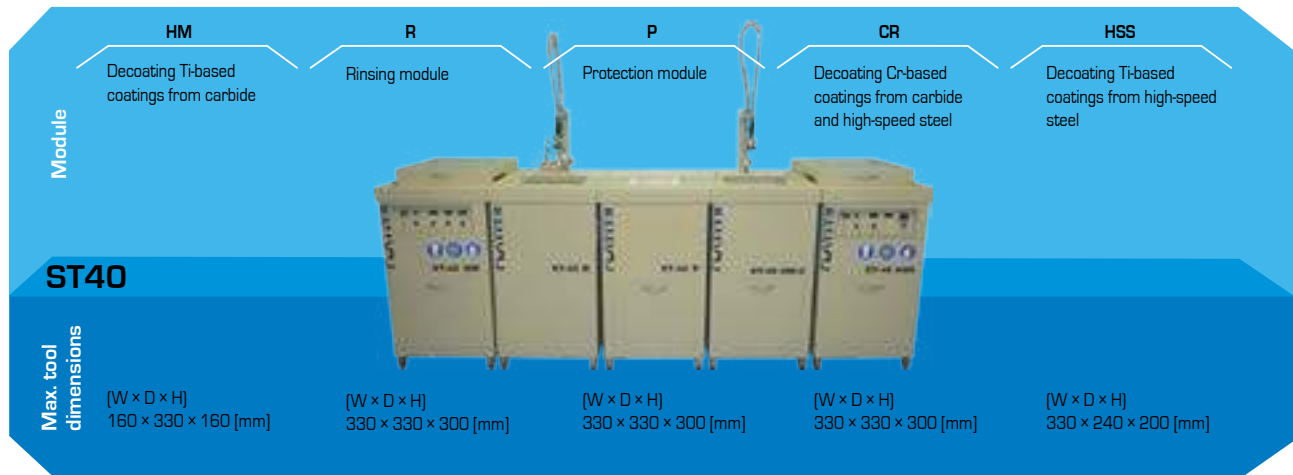 HM
R
P
CR
HSS
Decoating Ti-based
coatings from carbide
Rinsing module
Protection module
Decoating Cr-based
coatings from carbide
and high-speed steel
Decoating Ti-based
coatings from high-speed
steel
Module
ST40
Max. tool
dimensions
(W × D × H)
160 × 330 × 160 [mm]
(W × D × H)
330 × 330 × 300 [mm]
(W × D × H)
330 × 330 × 300 [mm]
(W × D × H)
330 × 330 × 300 [mm]
(W × D × H)
330 × 240 × 200 [mm]